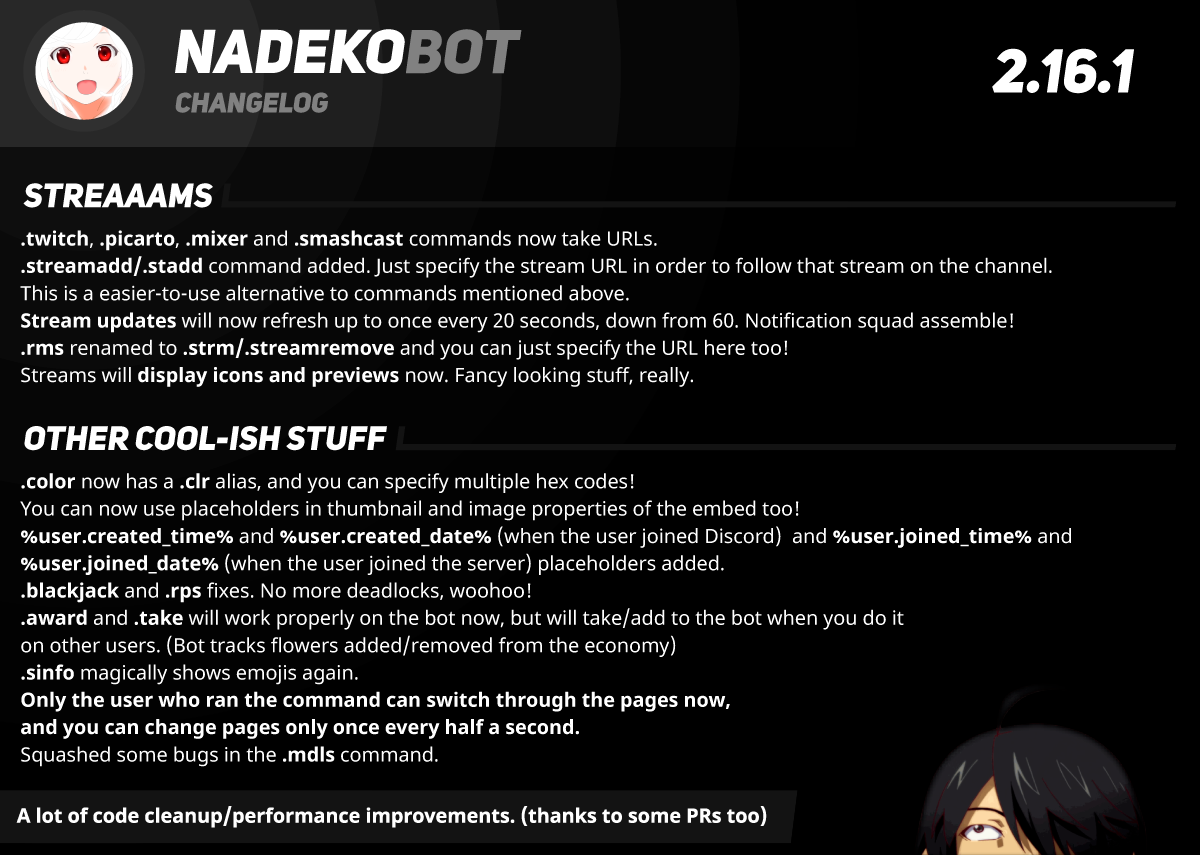 NADEKOBOT
CHANGELOG
2.16.1
STREAAAMS
.twitch, .picarto, .mixer and .smashcast commands now take URLs.
.streamadd/.stadd command added. Just specify the stream URL in order to follow that stream on the channel.
This is a easier-to-use alternative to commands mentioned above.
Stream updates will now refresh up to once every 20 seconds, down from 60. Notification squad assemble!
.rms renamed to .strm/.streamremove and you can just specify the URL here too!
Streams will display icons and previews now. Fancy looking stuff, really.
OTHER COOL-ISH STUFF
.color now has a .clr alias, and you can specify multiple hex codes!
You can now use placeholders in thumbnail and image properties of the embed too!
%user.created_time% and %user.created_date% (when the user joined Discord)  and %user.joined_time% and
%user.joined_date% (when the user joined the server) placeholders added.
.blackjack and .rps fixes. No more deadlocks, woohoo!
.award and .take will work properly on the bot now, but will take/add to the bot when you do it
on other users. (Bot tracks flowers added/removed from the economy)
.sinfo magically shows emojis again.
Only the user who ran the command can switch through the pages now,
and you can change pages only once every half a second.
Squashed some bugs in the .mdls command.
A lot of code cleanup/performance improvements. (thanks to some PRs too)